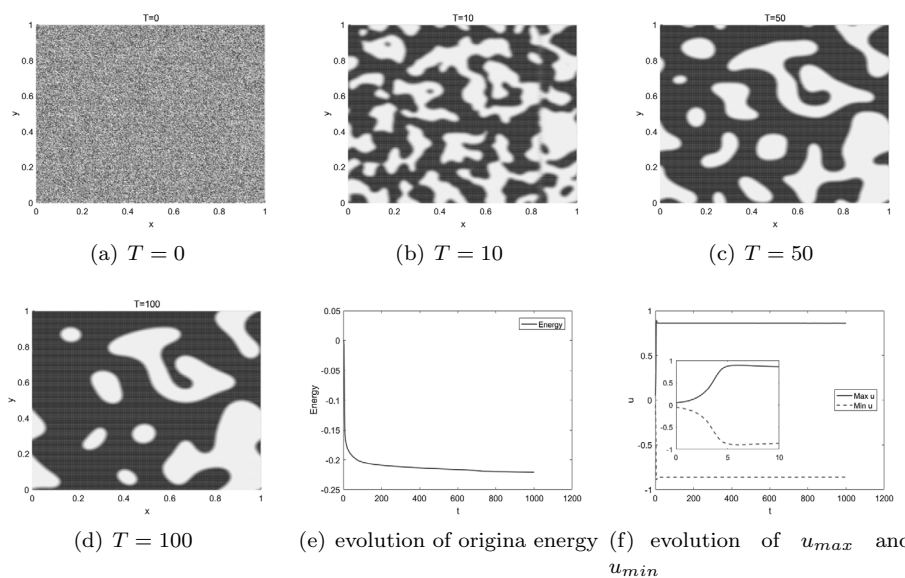 T=0
T=10
T=50
1
0.8
0.6
0.4
0.2
0
y
0 0.2 0.4 0.6 0.8 1
x
1
0.8
0.6
0.4
0.2
0
y
0 0.2 0.4 0.6 0.8 1
x
1
0.8
0.6
0.4
0.2
0
y
0 0.2 0.4 0.6 0.8 1
x
(a) T = 0
(b) T = 10
(c) T = 50
T=100
1
0.8
0.6
0.4
0.2
0
y
0 0.2 0.4 0.6 0.8 1
x
0.05
0
-0.05
-0.1
-0.15
-0.2
-0.25
Energy
Energy
0 200 400 600 800 1000 1200
t
1
0.5
0
-0.5
-1
u
1
0.5
0
-0.5
-1
0 5 10
Max u
Min u
0 200 400 600 800 1000 1200
t
(d) T = 100
(e) evolution of origina energy
(f) evolution of umax and
umin